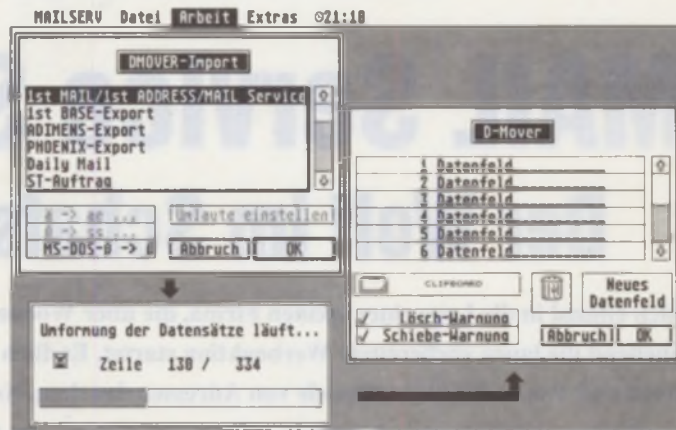 MAILSERV Datei Arbeit Extras 21:18
DMOVER-Import
1st MAIL/1st ADDRESS/MAIL Service
1st BASE-Export
ADIMENS-Export
PHOENIX-Export
Daily Mail
ST-Auftrag
ä -> ae ...
ß -> ss ...
MS-DOS-ß -> ß
Umlaute einstellen
Abbruch OK
Umformung der Datensätze läuft...
Zeile 130 / 334
D-Mover
1 Datenfeld
2 Datenfeld
3 Datenfeld
4 Datenfeld
5 Datenfeld
6 Datenfeld
CLIPBOARD
Neues
Datenfeld
✓ Lösch-Warnung
✓ Schiebe-Warnung
Abbruch OK